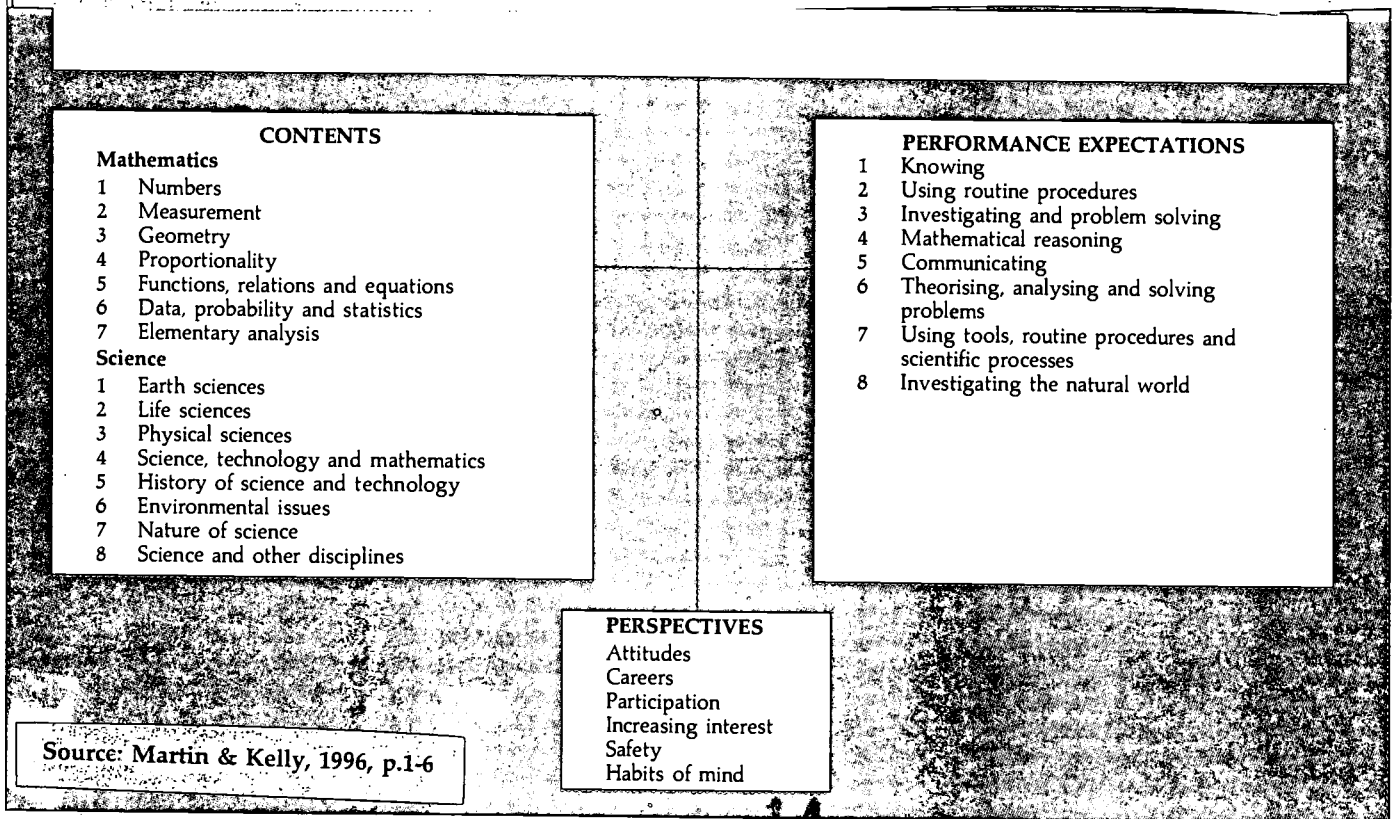 CONTENTS
Mathematics
1 Numbers
2 Measurement
3 Geometry
4 Proportionality
5 Functions, relations and equations
6 Data, probability and statistics
7 Elementary analysis
Science
1 Earth sciences
2 Life sciences
3 Physical sciences
4 Science, technology and mathematics
5 History of science and technology
6 Environmental issues
7 Nature of science
8 Science and other disciplines
PERFORMANCE EXPECTATIONS
1 Knowing
2 Using routine procedures
3 Investigating and problem solving
4 Mathematical reasoning
5 Communicating
6 Theorising, analysing and solving
problems
7 Using tools, routine procedures and
scientific processes
8 Investigating the natural world
PERSPECTIVES
Attitudes
Careers
Participation
Increasing interest
Safety
Habits of mind
Source: Martin & Kelly, 1996, p.1-6